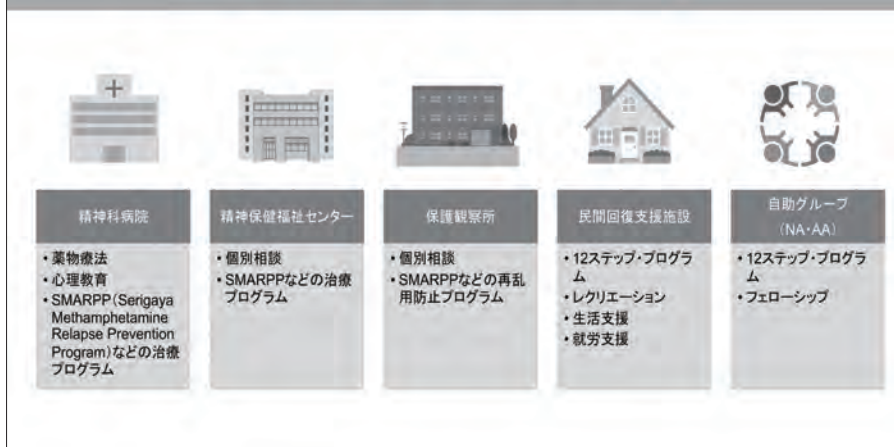 精神科病院
・薬物療法
・心理教育
・SMARPP(Serigaya
Methamphetamine
Relapse Prevention
Program)などの治療
プログラム
精神保健福祉センター
・個別相談
・SMARPPなどの治療
プログラム
保護観察所
・個別相談
・SMARPPなどの再乱
用防止プログラム
民間回復支援施設
・12ステップ・プログラ
ム
・レクリエーション
・生活支援
・就労支援
自助グループ
(NA・AA)
・12ステップ・プログラ
ム
・フェローシップ